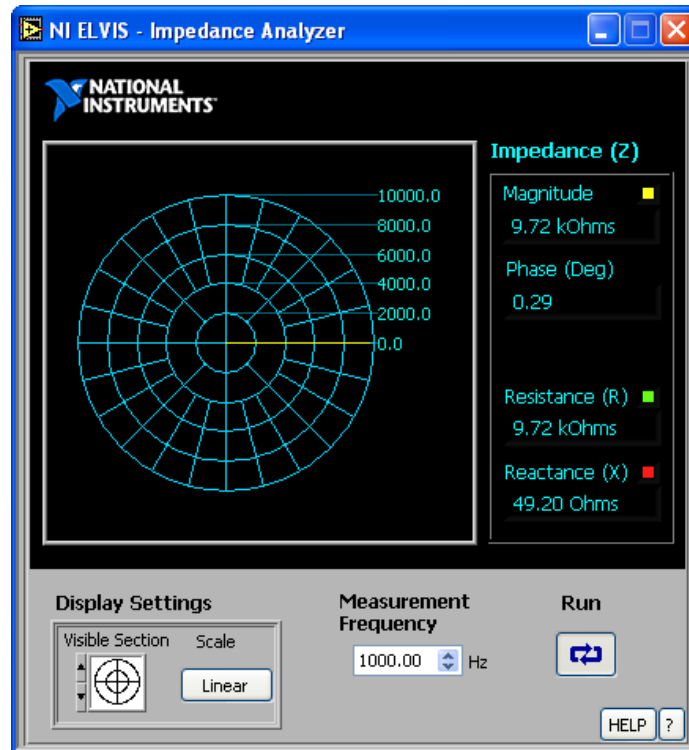 NI ELVIS - Impedance Analyzer
NATIONAL
INSTRUMENTS™
10000.0
8000.0
6000.0
4000.0
2000.0
0.0
Impedance (Z)
Magnitude
9.72 kOhms
Phase (Deg)
0.29
Resistance (R)
9.72 kOhms
Reactance (X)
49.20 Ohms
Display Settings
Visible Section
Scale
Linear
Measurement
Frequency
1000.00 Hz
Run
HELP ?